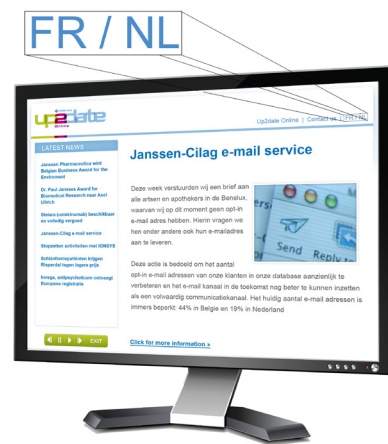 FR / NL
up2date
Up2date Online | Contact us | FR / NL
LATEST NEWS
Janssen Pharmaceutica wint
Belgian Business Award for the
Enviroment
Dr. Paul Janssen Award for
Biomedical Research naar Axel
Ullrich
Stelara (ustekinumab) beschikbaar
en volledig vergoed
Janssen-Cilag e-mail service
Stopzetten activiteiten met IONSYS
Schizofreniepatiënten krijgen
Risperdal tegen lagere prijs
Invega, antipsychoticum ontvangt
Europese registratie
EXIT
Janssen-Cilag e-mail service
Deze week verstuurden wij een brief aan
alle artsen en apothekers in de Benelux,
waarvan wij op dit moment geen opt-in
e-mail adres hebben. Hierin vragen we
hen onder andere ook hun e-mailadres
aan te leveren.
Send Reply
Deze actie is bedoeld om het aantal
opt-in e-mail adressen van onze klanten in onze database aanzienlijk te
verbeteren en het e-mail kanaal in de toekomst nog beter te kunnen inzetten
als een volwaardig communicatiekanaal. Het huidig aantal e-mail adressen is
immers beperkt: 44% in Belgie en 19% in Nederland
Click for more information »